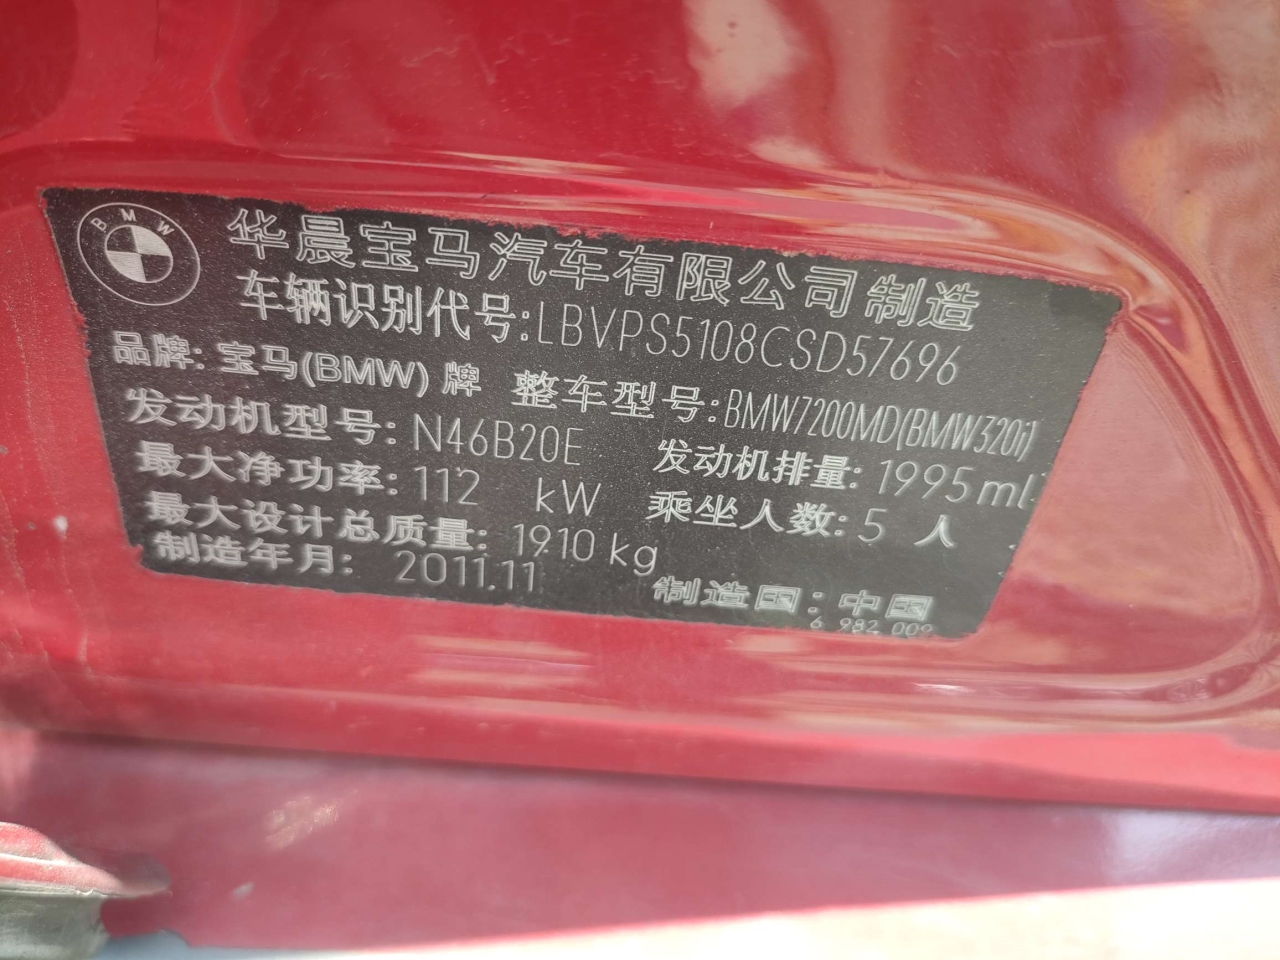 BMW
华晨宝马汽车有限公司 制造
车辆识别代号:LBVPS5108CSD57696
品牌: 宝马(BMW) 牌 整车型号:BMW7200MD(BMW320i)
发动机型号: N46B20E 发动机排量: 1995ml
最大净功率: 112 kW 乘坐人数: 5 人
最大设计总质量: 1910 kg
制造年月: 2011.11 制造国: 中国
6 982 009